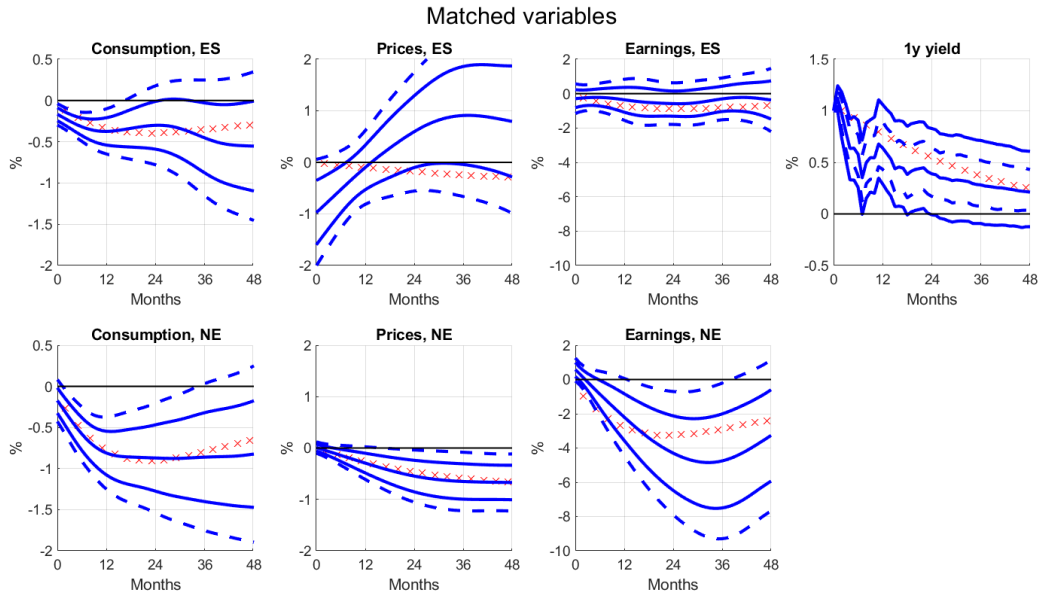 Matched variables
Consumption, ES
0.5
0
-0.5
-1
-1.5
-2
%
0 12 24 36 48
Months
Prices, ES
2
1
0
-1
-2
%
0 12 24 36 48
Months
Earnings, ES
2
0
-2
-4
-6
-8
-10
%
0 12 24 36 48
Months
1y yield
1.5
1
0.5
0
-0.5
%
0 12 24 36 48
Months
Consumption, NE
0.5
0
-0.5
-1
-1.5
-2
%
0 12 24 36 48
Months
Prices, NE
2
1
0
-1
-2
%
0 12 24 36 48
Months
Earnings, NE
2
0
-2
-4
-6
-8
-10
%
0 12 24 36 48
Months